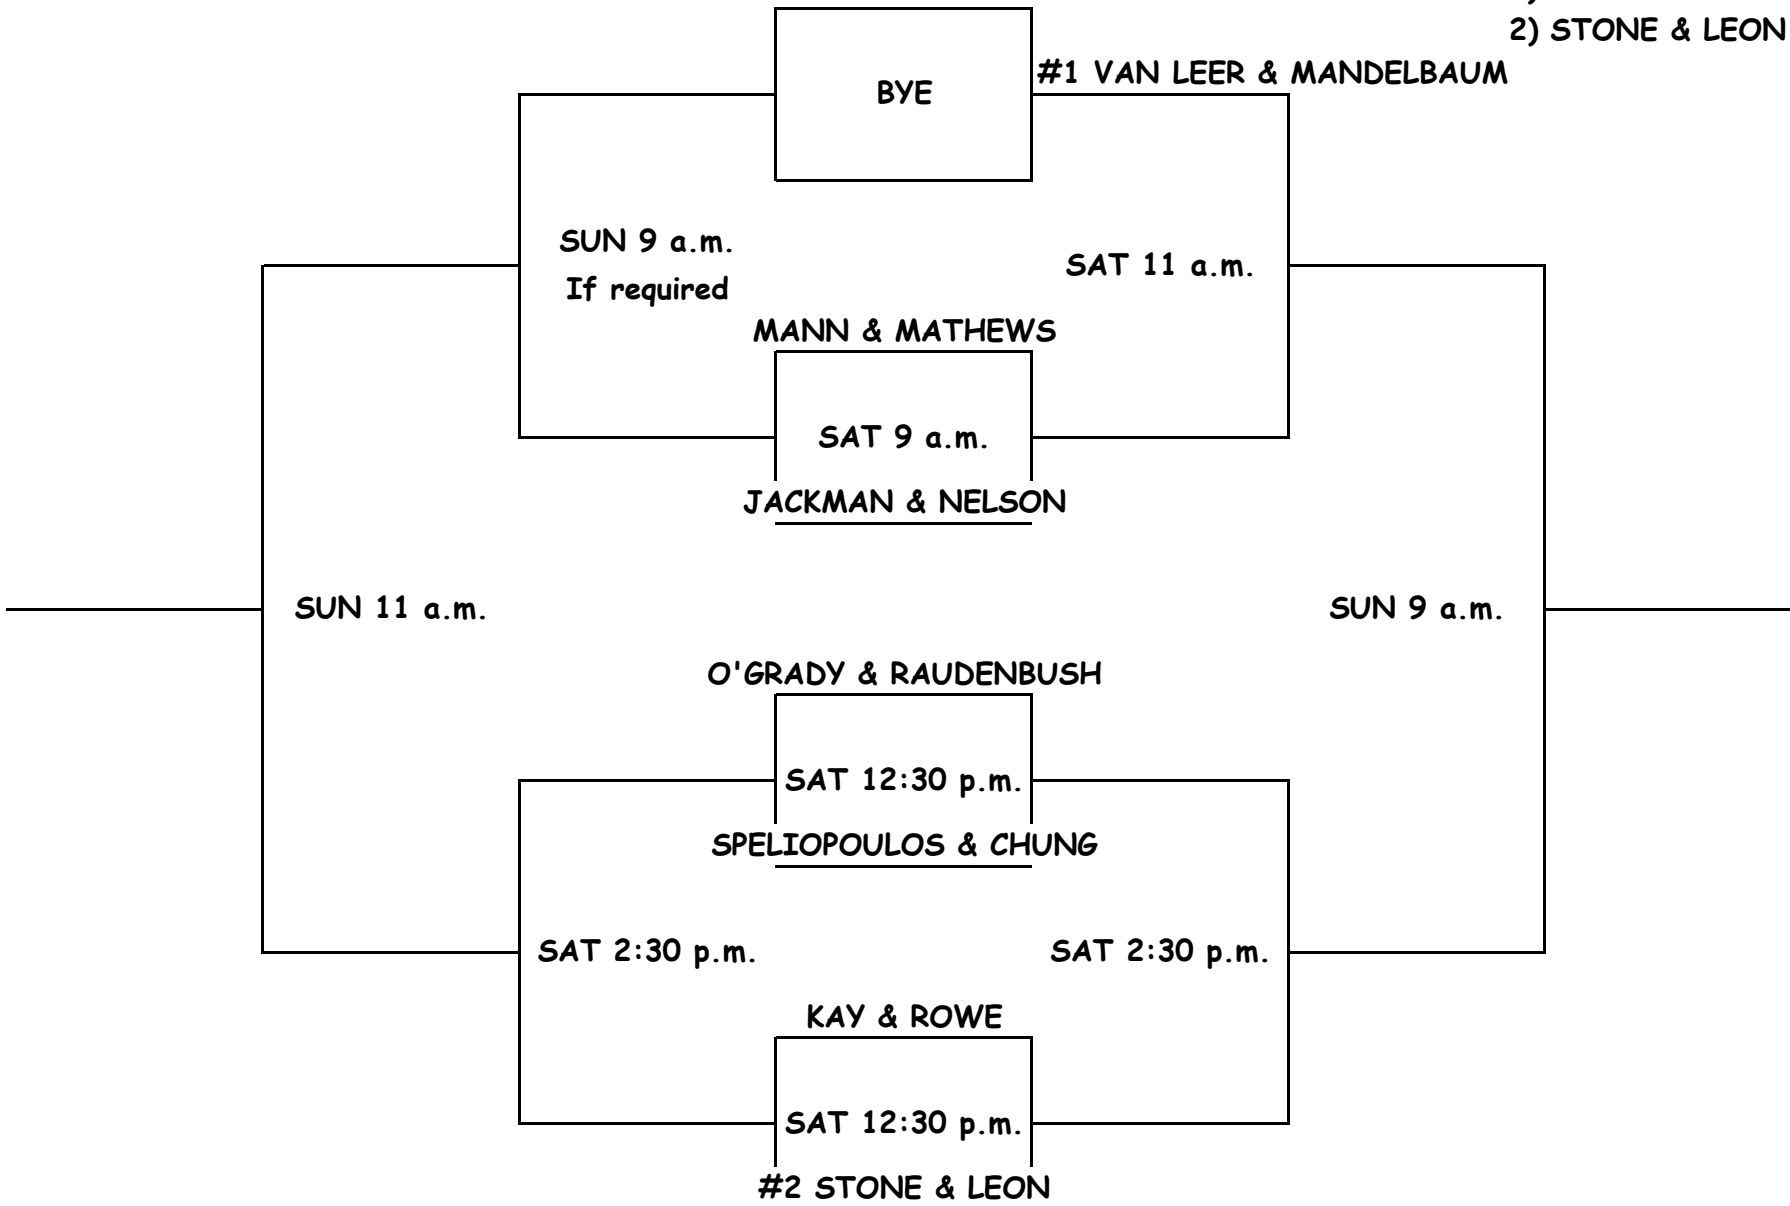 2) STONE & LEON
#1 VAN LEER & MANDELBAUM
BYE
SUN 9 a.m.
If required
SAT 11 a.m.
MANN & MATHEWS
SAT 9 a.m.
JACKMAN & NELSON
SUN 11 a.m.
SUN 9 a.m.
O'GRADY & RAUDENBUSH
SAT 12:30 p.m.
SPELIOPOULOS & CHUNG
SAT 2:30 p.m.
SAT 2:30 p.m.
KAY & ROWE
SAT 12:30 p.m.
#2 STONE & LEON